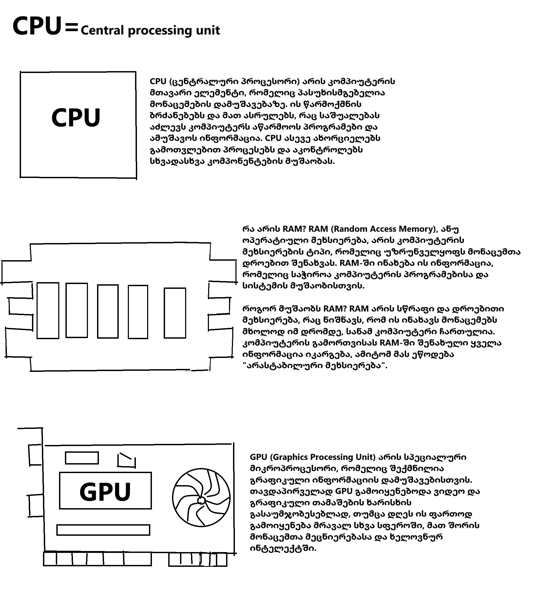 CPU=Central processing unit
CPU
CPU (ცენტრალური პროცესორი) არის კომპიუტერის
მთავარი ელემენტი, რომელიც პასუხისმგებელია
მონაცემების დამუშავებაზე. ის წარმოქმნის
ბრძანებებს და მათ ასრულებს, რაც საშუალებას
აძლევს კომპიუტერს აწარმოოს პროგრამები და
ამუშავოს ინფორმაცია. CPU ასევე ახორციელებს
გამოთვლებით პროცესებს და აკონტროლებს
სხვადასხვა კომპონენტების მუშაობას.
რა არის RAM? RAM (Random Access Memory), ანუ
ოპერატიული მეხსიერება, არის კომპიუტერის
მეხსიერების ტიპი, რომელიც უზრუნველყოფს მონაცემთა
დროებით შენახვას. RAM-ში ინახება ის ინფორმაცია,
რომელიც საჭიროა კომპიუტერის პროგრამებისა და
სისტემის მუშაობისთვის.
როგორ მუშაობს RAM? RAM არის სწრაფი და დროებითი
მეხსიერება, რაც ნიშნავს, რომ ის ინახავს მონაცემებს
მხოლოდ იმ დრომდე, სანამ კომპიუტერი ჩართულია.
კომპიუტერის გამორთვისას RAM-ში შენახული ყველა
ინფორმაცია იკარგება, ამიტომ მას ეწოდება
"არასტაბილური მეხსიერება".
GPU
GPU (Graphics Processing Unit) არის სპეციალური
მიკროპროცესორი, რომელიც შექმნილია
გრაფიკული ინფორმაციის დამუშავებისთვის.
თავდაპირველად GPU გამოიყენებოდა ვიდეო და
გრაფიკული თამაშების ხარისხის
გასაუმჯობესებლად, თუმცა დღეს ის ფართოდ
გამოიყენება მრავალ სხვა სფეროში, მათ შორის
მონაცემთა მეცნიერებასა და ხელოვნურ
ინტელექტში.